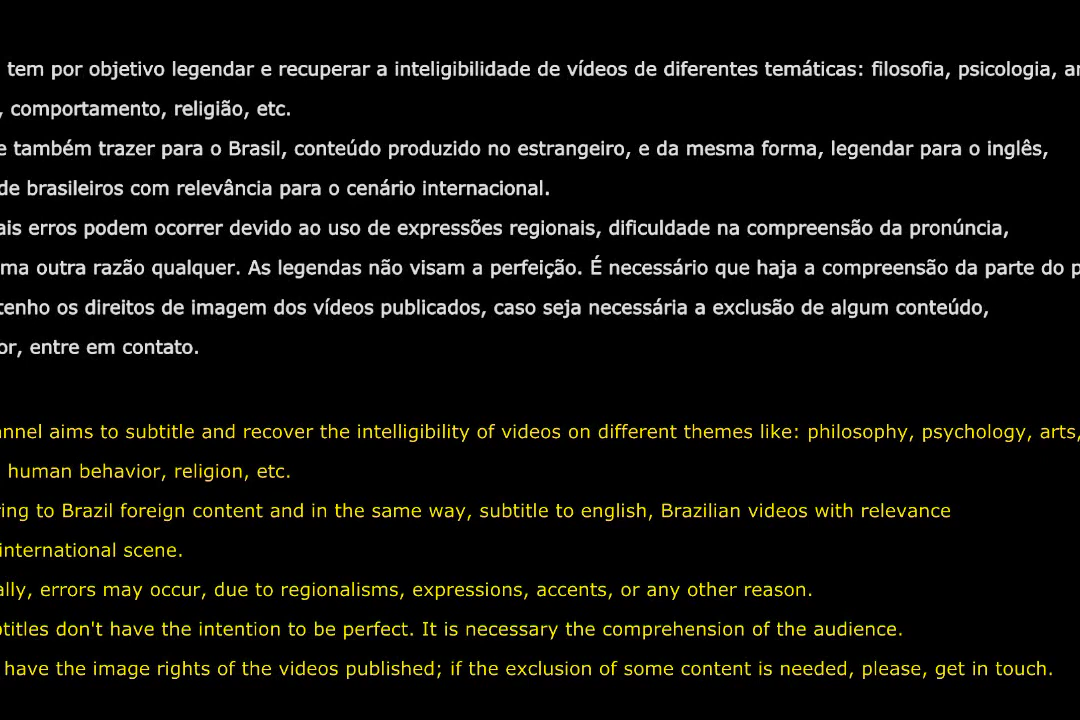 tem por objetivo legendar e recuperar a inteligibilidade de vídeos de diferentes temáticas: filosofia, psicologia,
, comportamento, religião, etc.
também trazer para o Brasil, conteúdo produzido no estrangeiro, e da mesma forma, legendar para o inglês,
de brasileiros com relevância para o cenário internacional.
erros podem ocorrer devido ao uso de expressões regionais, dificuldade na compreensão da pronúncia,
outra razão qualquer. As legendas não visam a perfeição. É necessário que haja a compreensão da parte do
os direitos de imagem dos vídeos publicados, caso seja necessária a exclusão de algum conteúdo,
entre em contato.
aims to subtitle and recover the intelligibility of videos on different themes like: philosophy, psychology, arts,
human behavior, religion, etc.
to Brazil foreign content and in the same way, subtitle to english, Brazilian videos with relevance
international scene.
errors may occur, due to regionalisms, expressions, accents, or any other reason.
don't have the intention to be perfect. It is necessary the comprehension of the audience.
have the image rights of the videos published; if the exclusion of some content is needed, please, get in touch.